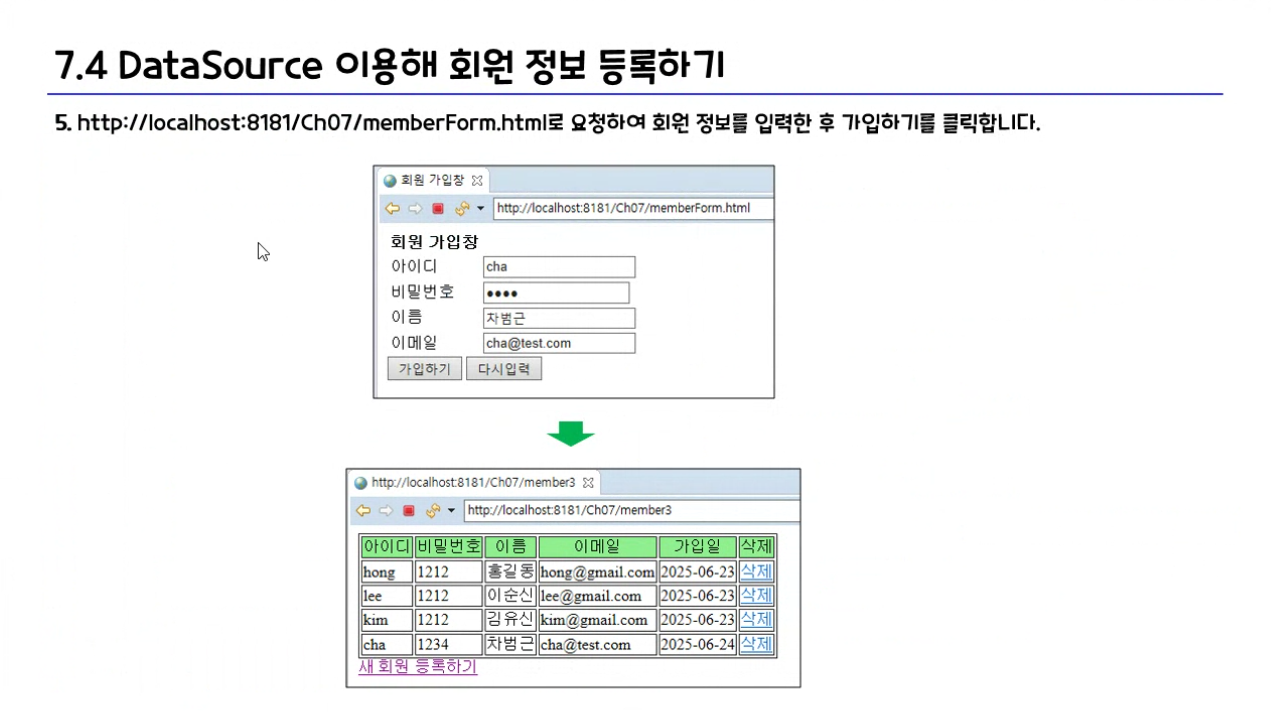 7.4 DataSource 이용해 회원 정보 등록하기
5. http://localhost:8181/Ch07/memberForm.html로 요청하여 회원 정보를 입력한 후 가입하기를 클릭합니다.
회원 가입창
http://localhost:8181/Ch07/memberForm.html
회원 가입창
아이디 cha
비밀번호 ●●●●
이름 차범근
이메일 cha@test.com
가입하기 다시입력
http://localhost:8181/Ch07/member3
http://localhost:8181/Ch07/member3
아이디 비밀번호 이름 이메일 가입일 삭제
hong 1212 홍길동 hong@gmail.com 2025-06-23 삭제
lee 1212 이순신 lee@gmail.com 2025-06-23 삭제
kim 1212 김유신 kim@gmail.com 2025-06-23 삭제
cha 1234 차범근 cha@test.com 2025-06-24 삭제
새 회원 등록하기